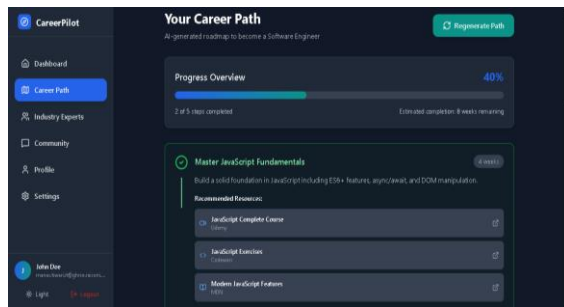 CareerPilot
Dashboard
Career Path
Industry Experts
Community
Profile
Settings
John Doe
Light
Logout
Your Career Path
AI-generated roadmap to become a Software Engineer
Regenerate Path
Progress Overview
40%
2 of 5 steps completed
Estimated completion: 8 weeks remaining
Master JavaScript Fundamentals
4 weeks
Build a solid foundation in JavaScript including ES6+ features, async/await, and DOM manipulation.
Recommended Resources:
JavaScript Complete Course
Udemy
JavaScript Exercises
Codewars
Modern JavaScript Features
MDN